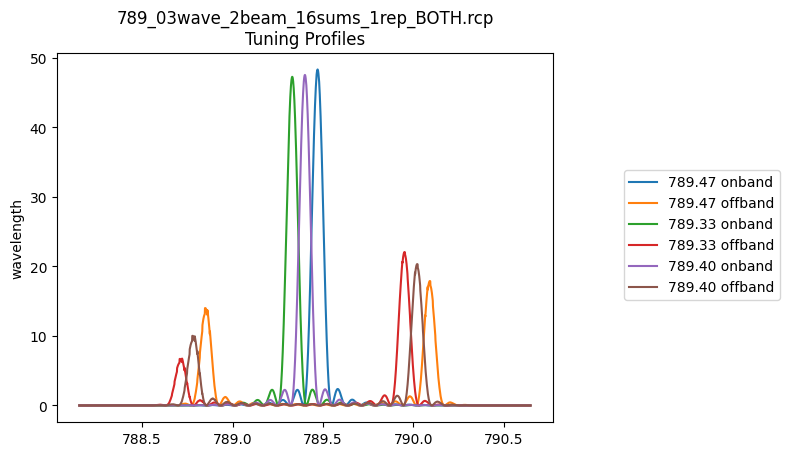 789_03wave_2beam_16sums_1rep_BOTH.rcp
Tuning Profiles
50
40
30
20
10
0
wavelength
788.5
789.0
789.5
790.0
790.5
789.47 onband
789.47 offband
789.33 onband
789.33 offband
789.40 onband
789.40 offband